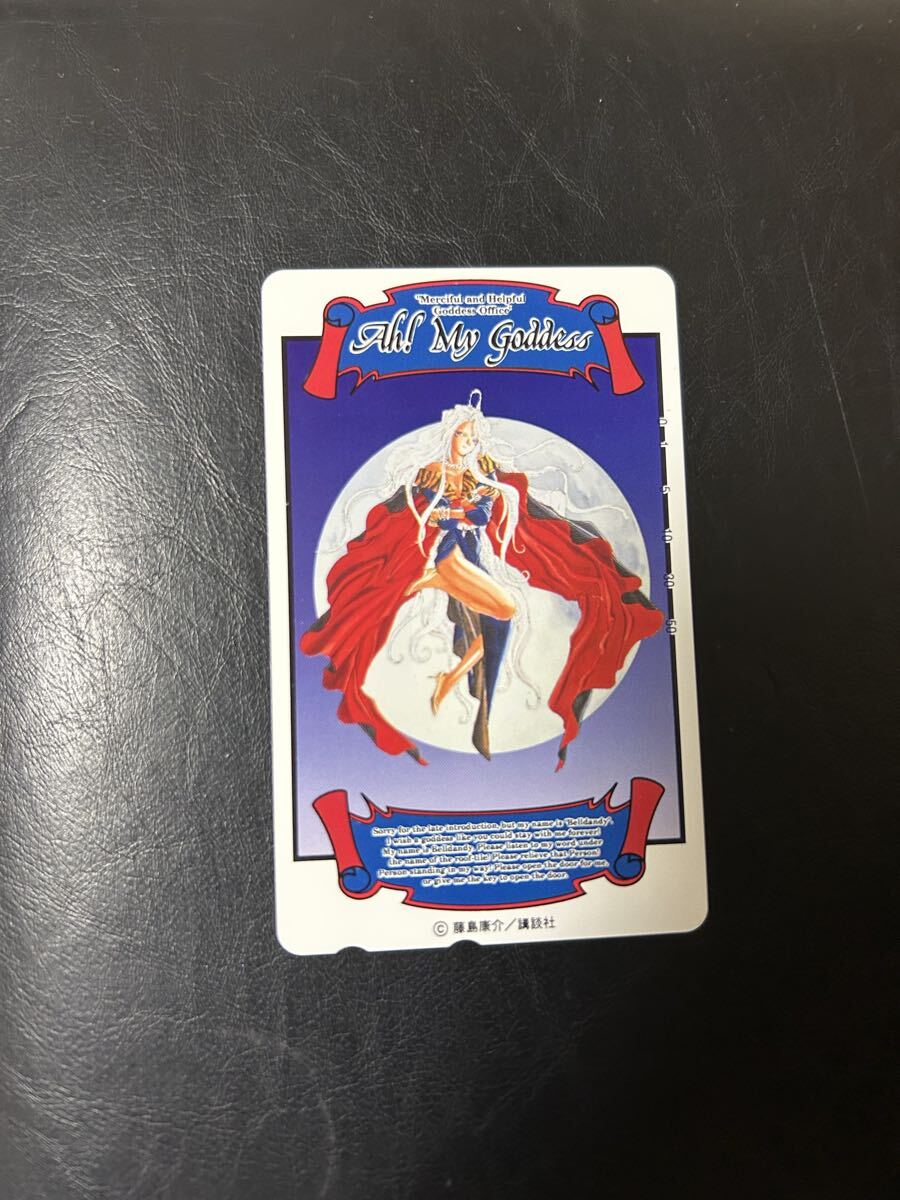 "Merciful and Helpful
Goddess Office"
Ah! My Goddess
0
1
5
10
30
50
Sorry for the late introduction, but my name is "Belldandy".
I wish a goddess like you could stay with me forever!
My name is Belldandy. Please listen to my word under
the name of the roof-tile! Please relieve that Person!
Person standing in my way! Please open the door for me,
or give me the key to open the door.
© 藤島康介／講談社